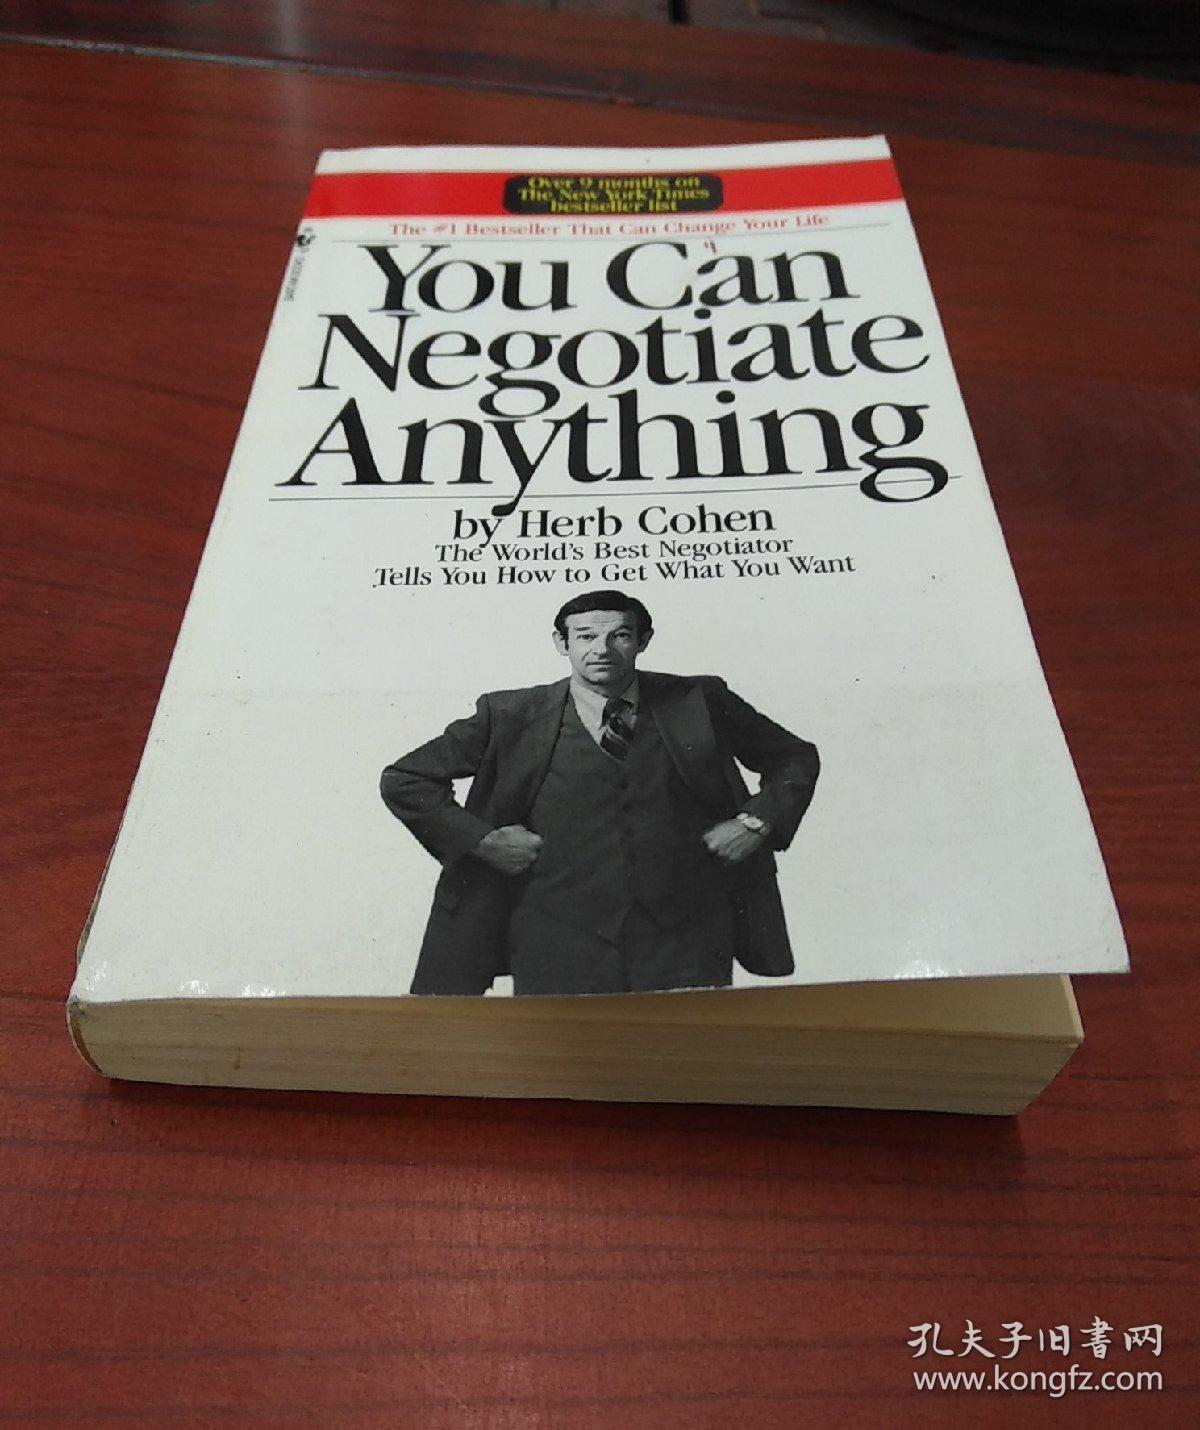 Over 9 months on
The New York Times
bestseller list
The #1 Bestseller That Can Change Your Life
You Can
Negotiate
Anything
by Herb Cohen
The World's Best Negotiator
Tells You How to Get What You Want
孔夫子旧書网
www.kongfz.com